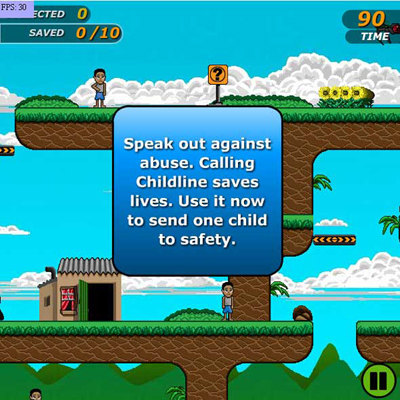 FPS: 30
ECTED 0
SAVED 0/10
90
TIME
?
Speak out against
abuse. Calling
Childline saves
lives. Use it now
to send one child
to safety.